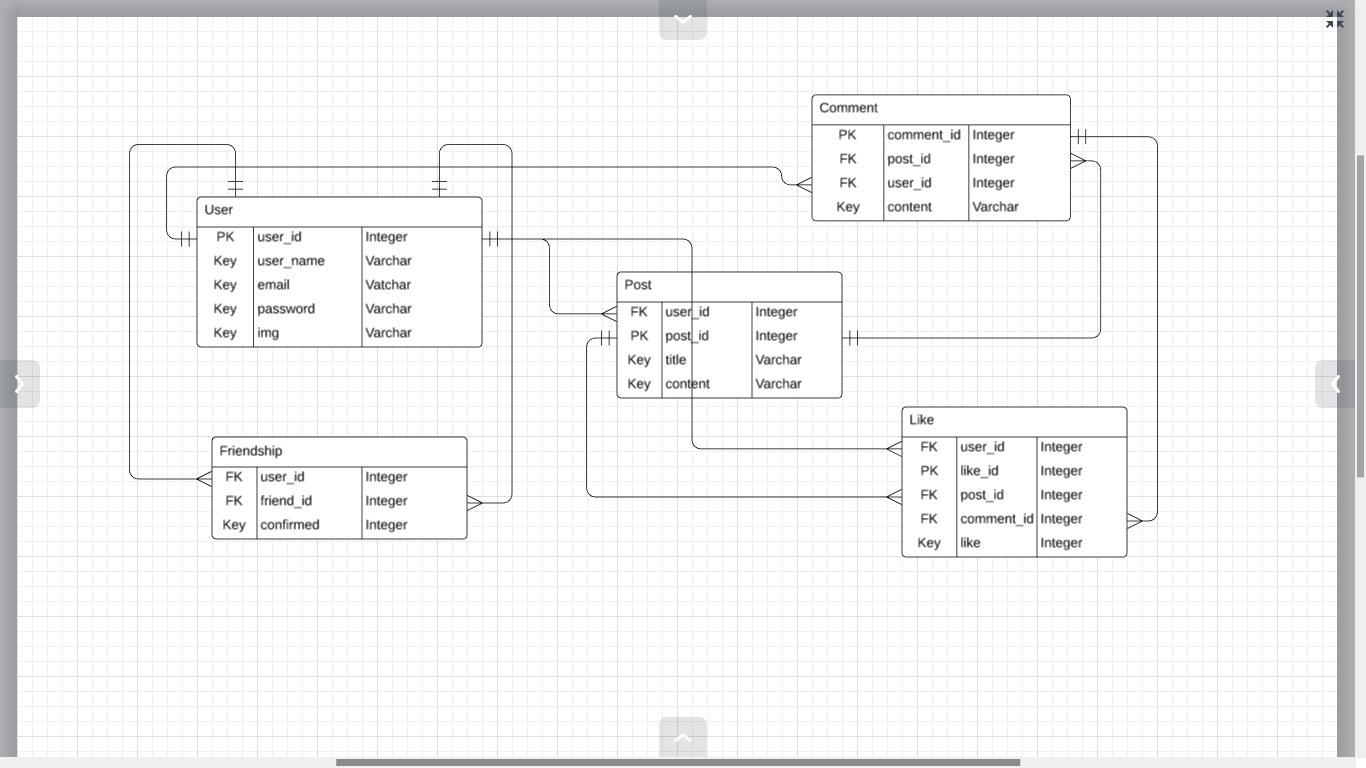 Comment
PK comment_id Integer
FK post_id Integer
FK user_id Integer
Key content Varchar
User
PK user_id Integer
Key user_name Varchar
Key email Vatchar
Key password Varchar
Key img Varchar
Post
FK user_id Integer
PK post_id Integer
Key title Varchar
Key content Varchar
Like
FK user_id Integer
PK like_id Integer
FK post_id Integer
FK comment_id Integer
Key like Integer
Friendship
FK user_id Integer
FK friend_id Integer
Key confirmed Integer